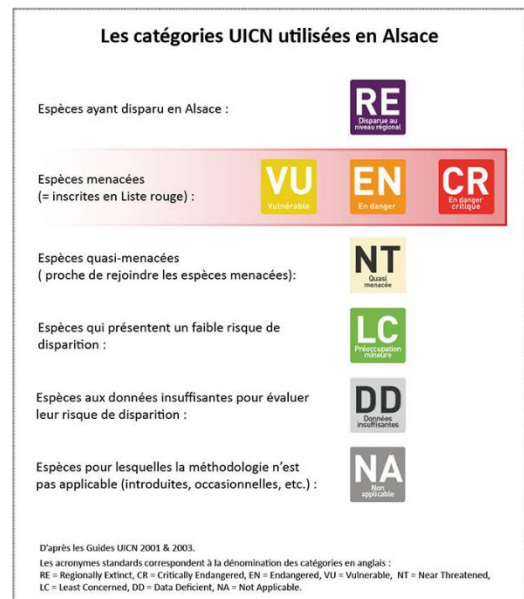 Les catégories UICN utilisées en Alsace
Espèces ayant disparu en Alsace :
RE
Disparue au
niveau régional
Espèces menacées
(= inscrites en Liste rouge) :
VU
Vulnérable
EN
En danger
CR
En danger
critique
Espèces quasi-menacées
( proche de rejoindre les espèces menacées):
NT
Quasi
menacée
Espèces qui présentent un faible risque de
disparition :
LC
Préoccupation
mineure
Espèces aux données insuffisantes pour évaluer
leur risque de disparition :
DD
Données
insuffisantes
Espèces pour lesquelles la méthodologie n'est
pas applicable (introduites, occasionnelles, etc.) :
NA
Non
applicable
D'après les Guides UICN 2001 & 2003.
Les acronymes standards correspondent à la dénomination des catégories en anglais :
RE = Regionally Extinct, CR = Critically Endangered, EN = Endangered, VU = Vulnerable, NT = Near Threatened,
LC = Least Concerned, DD = Data Deficient, NA = Not Applicable.